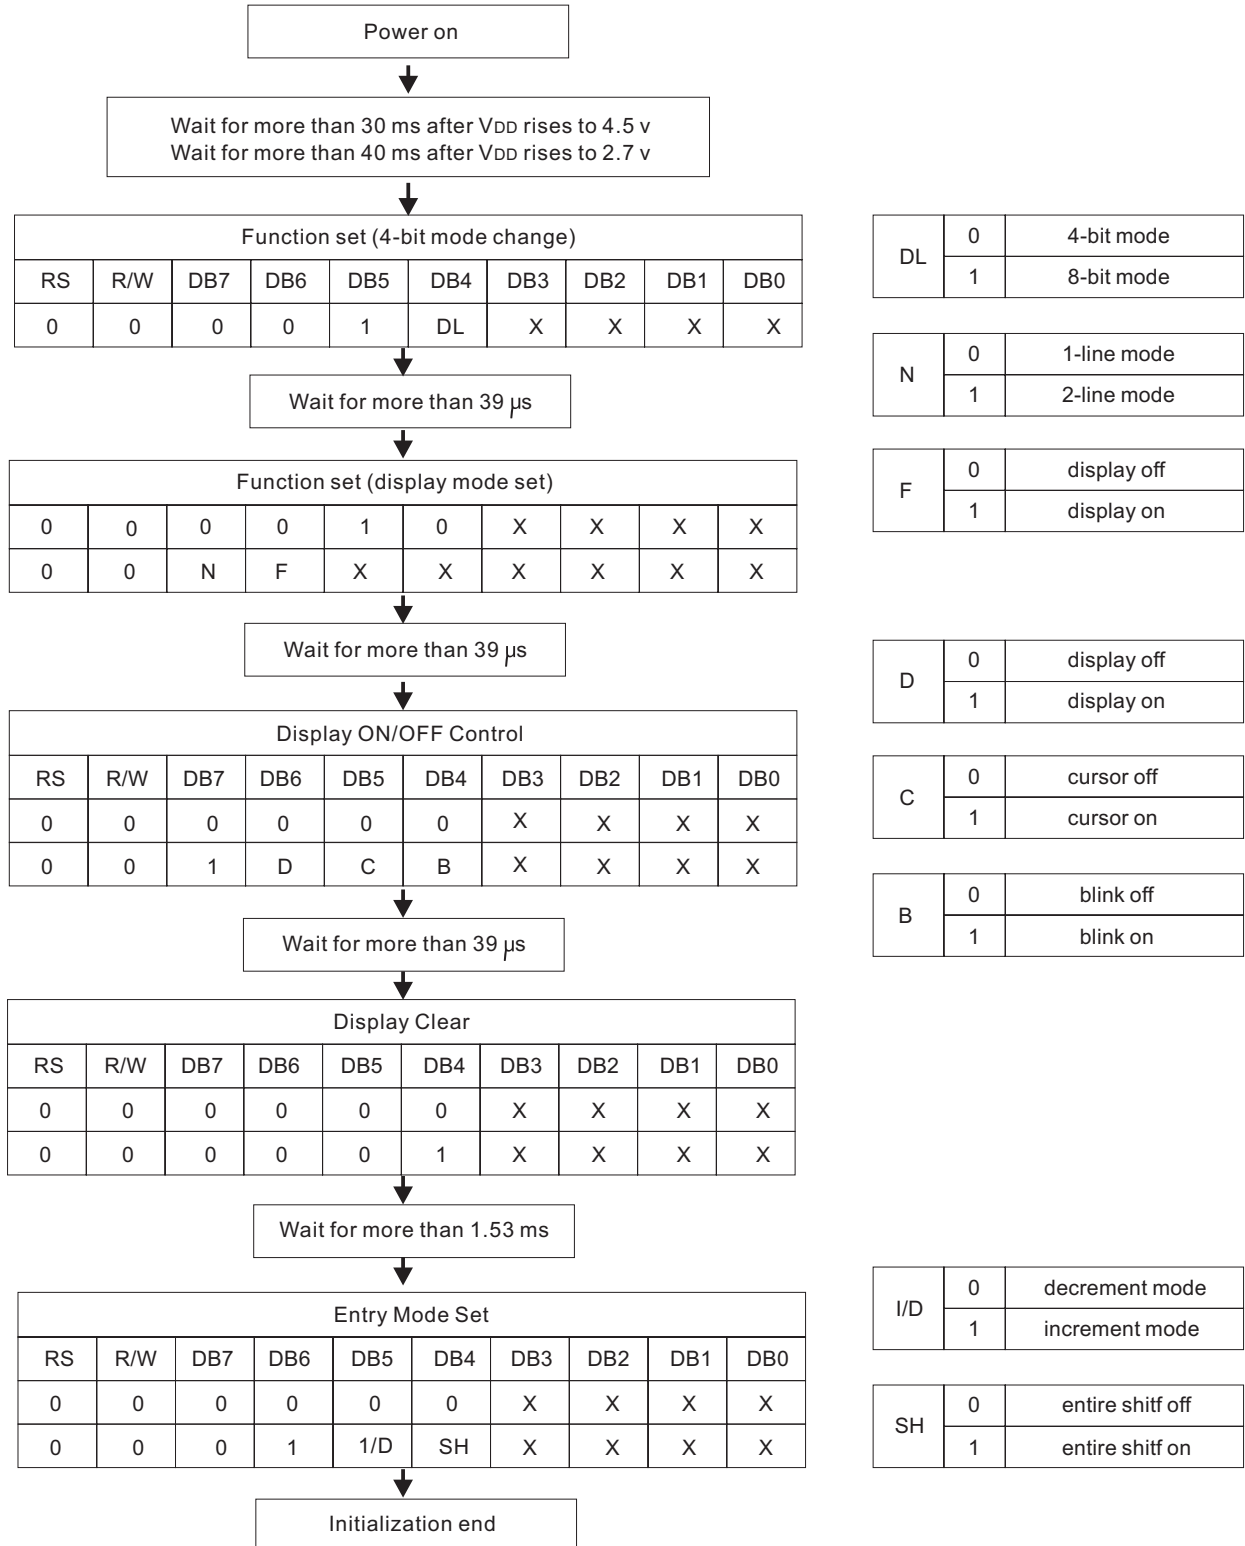 Power on
Wait for more than 30 ms after VDD rises to 4.5 v
Wait for more than 40 ms after VDD rises to 2.7 v
Function set (4-bit mode change)
RS R/W DB7 DB6 DB5 DB4 DB3 DB2 DB1 DB0
0 0 0 0 1 DL X X X X
Wait for more than 39 µs
Function set (display mode set)
0 0 0 0 1 0 X X X X
0 0 N F X X X X X X
Wait for more than 39 µs
Display ON/OFF Control
RS R/W DB7 DB6 DB5 DB4 DB3 DB2 DB1 DB0
0 0 0 0 0 0 X X X X
0 0 1 D C B X X X X
Wait for more than 39 µs
Display Clear
RS R/W DB7 DB6 DB5 DB4 DB3 DB2 DB1 DB0
0 0 0 0 0 0 X X X X
0 0 0 0 0 1 X X X X
Wait for more than 1.53 ms
Entry Mode Set
RS R/W DB7 DB6 DB5 DB4 DB3 DB2 DB1 DB0
0 0 0 0 0 0 X X X X
0 0 0 1 1/D SH X X X X
Initialization end
DL
0 4-bit mode
1 8-bit mode
N
0 1-line mode
1 2-line mode
F
0 display off
1 display on
D
0 display off
1 display on
C
0 cursor off
1 cursor on
B
0 blink off
1 blink on
I/D
0 decrement mode
1 increment mode
SH
0 entire shitf off
1 entire shitf on